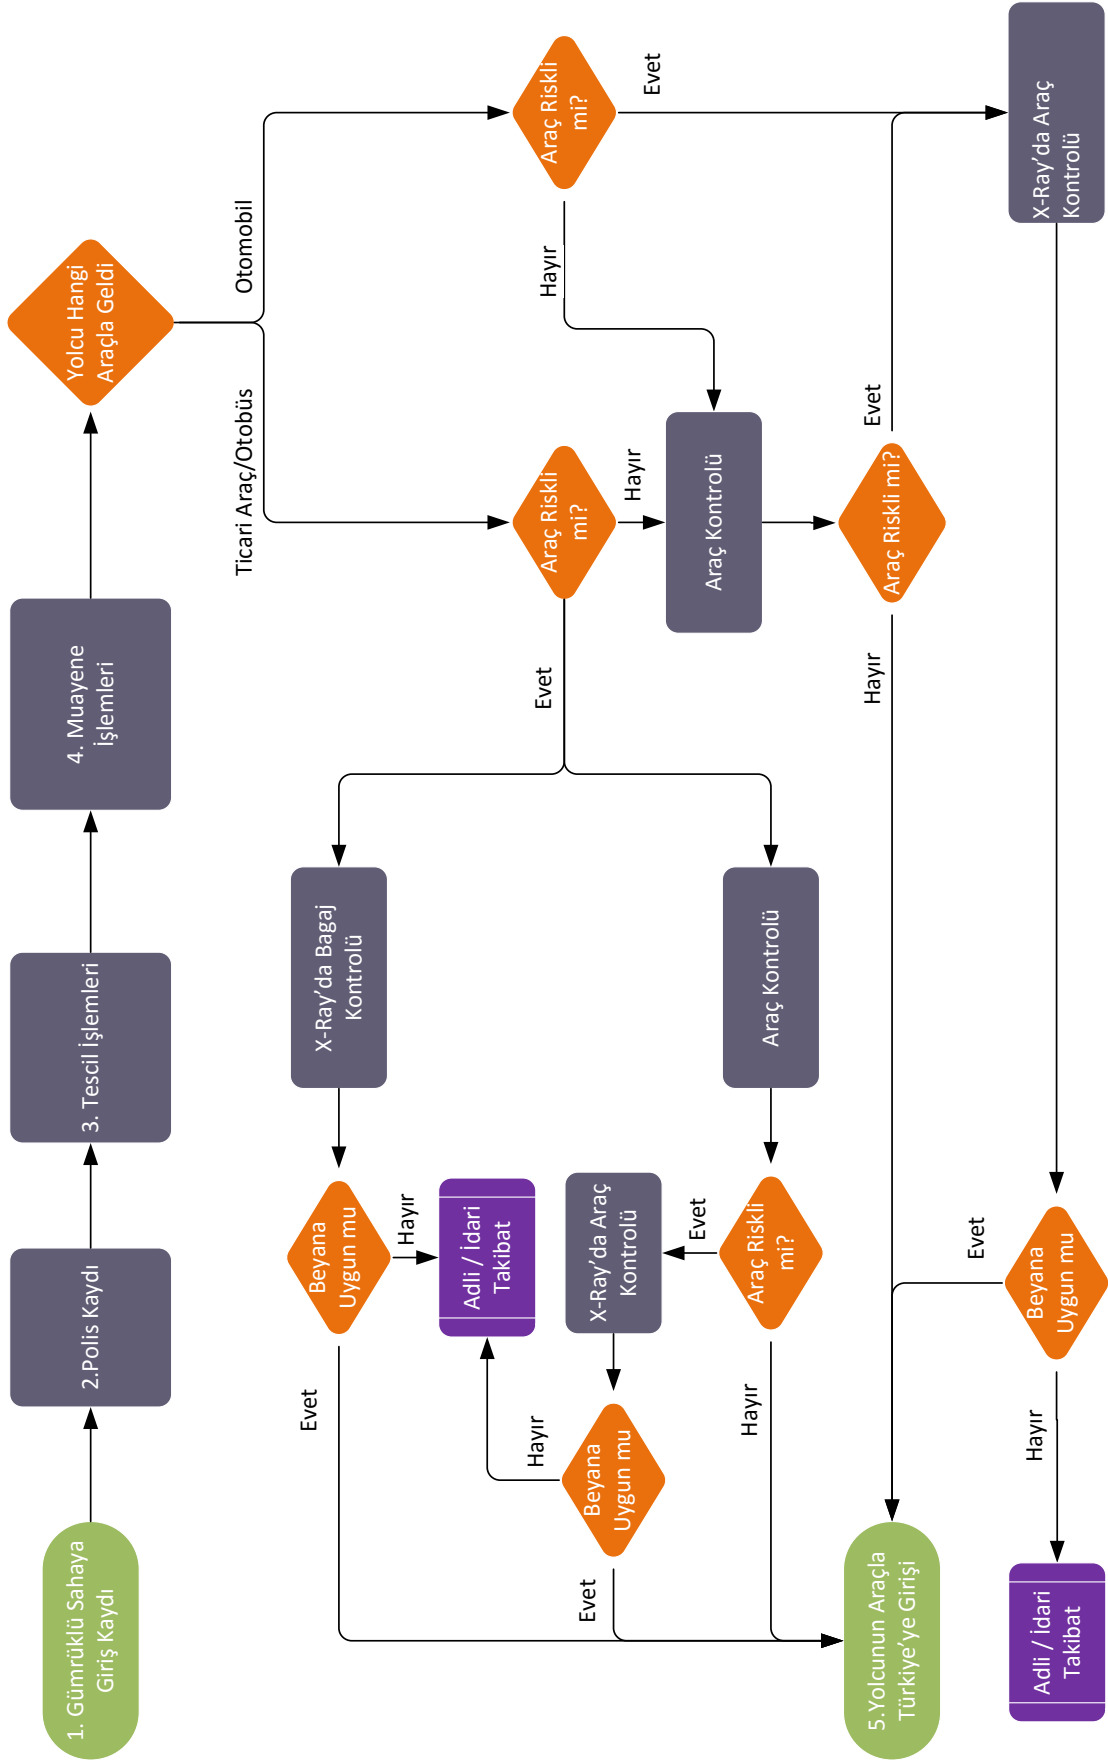 1. Gümrüklü Sahaya
Giriş Kaydı
2.Polis Kaydı
3. Tescil İşlemleri
4. Muayene
İşlemleri
Yolcu Hangi
Araçla Geldi
Ticari Araç/Otobüs
Otomobil
Araç Riskli
mi?
Evet
Hayır
Araç Riskli
mi?
Evet
Hayır
X-Ray’da Bagaj
Kontrolü
Beyana
Uygun mu
Evet
Hayır
Adli / İdari
Takibat
Araç Kontrolü
Araç Riskli
mi?
Evet
Hayır
X-Ray’da Araç
Kontrolü
Beyana
Uygun mu
Hayır
Evet
Araç Kontrolü
Araç Riskli mi?
Evet
Hayır
X-Ray’da Araç
Kontrolü
Beyana
Uygun mu
Evet
Hayır
Adli / İdari
Takibat
5.Yolcunun Araçla
Türkiye’ye Girişi